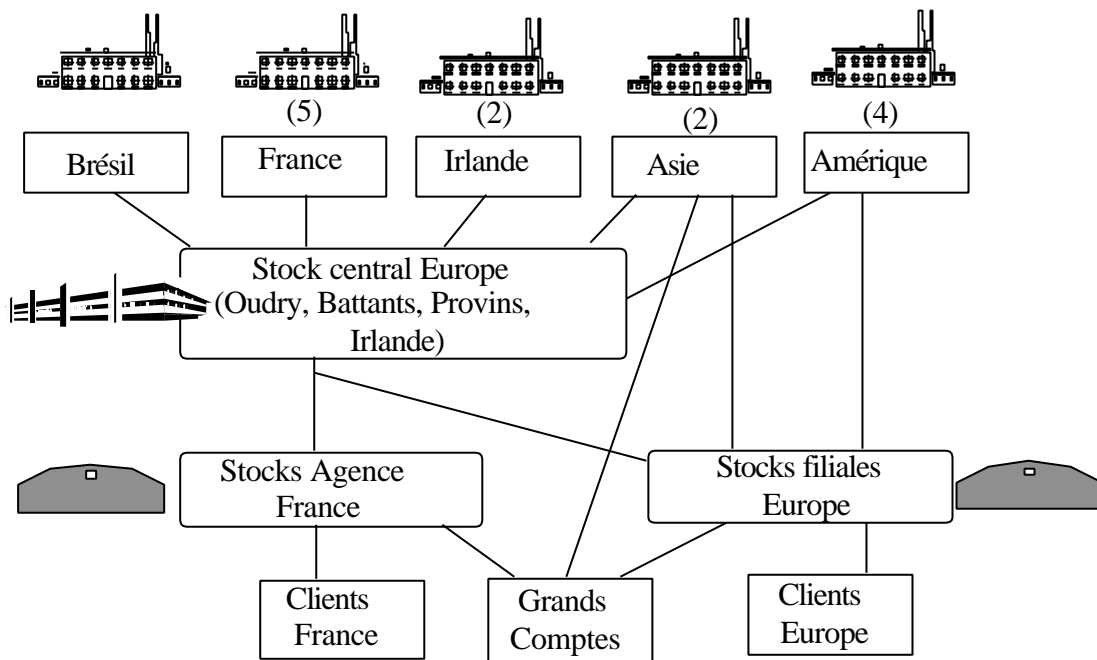 (5)
(2)
(2)
(4)
Brésil
France
Irlande
Asie
Amérique
Stock central Europe
(Oudry, Battants, Provins,
Irlande)
Stocks Agence
France
Stocks filiales
Europe
Clients
France
Grands
Comptes
Clients
Europe